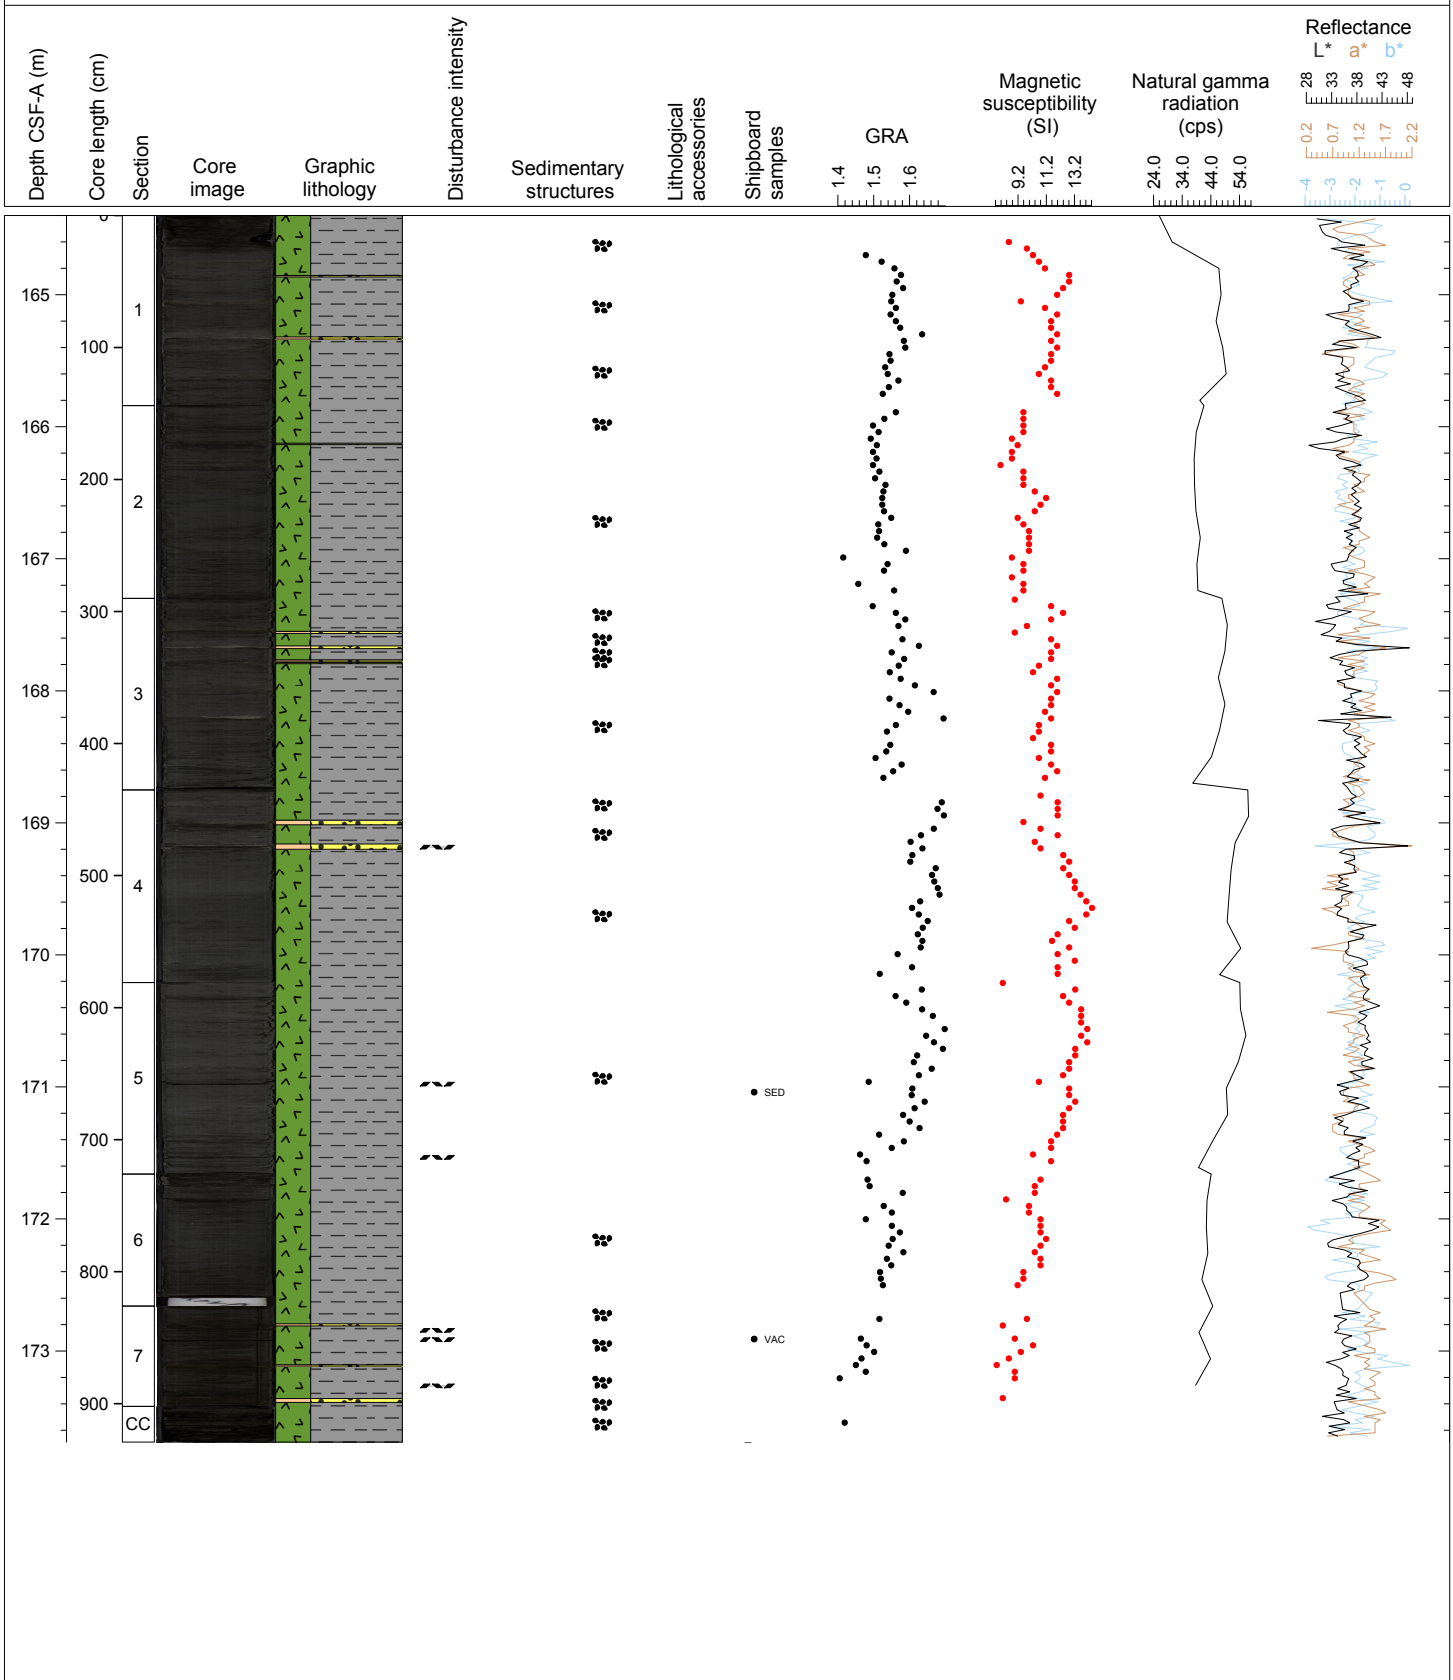 Depth CSF-A (m)
Core length (cm)
Section
Core
image
Graphic
lithology
Disturbance intensity
Sedimentary
structures
Lithological
accessories
Shipboard
samples
GRA
1.4
1.5
1.6
Magnetic
susceptibility
(SI)
9.2
11.2
13.2
Natural gamma
radiation
(cps)
24.0
34.0
44.0
54.0
Reflectance
L* a* b*
28
33
38
43
48
0.2
0.7
1.2
1.7
2.2
-4
-3
-2
-1
0
0
165
1
100
166
2
200
167
300
168
3
400
169
4
500
170
600
5
171
SED
700
172
6
800
173
7
VAC
900
CC